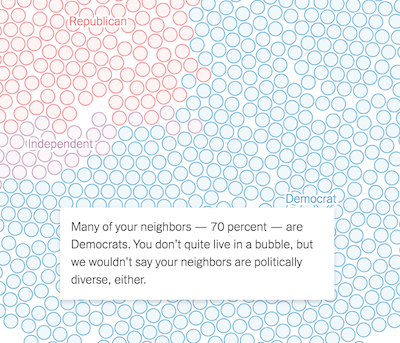 Republican
Independent
Democrat
Many of your neighbors — 70 percent — are
Democrats. You don't quite live in a bubble, but
we wouldn't say your neighbors are politically
diverse, either.